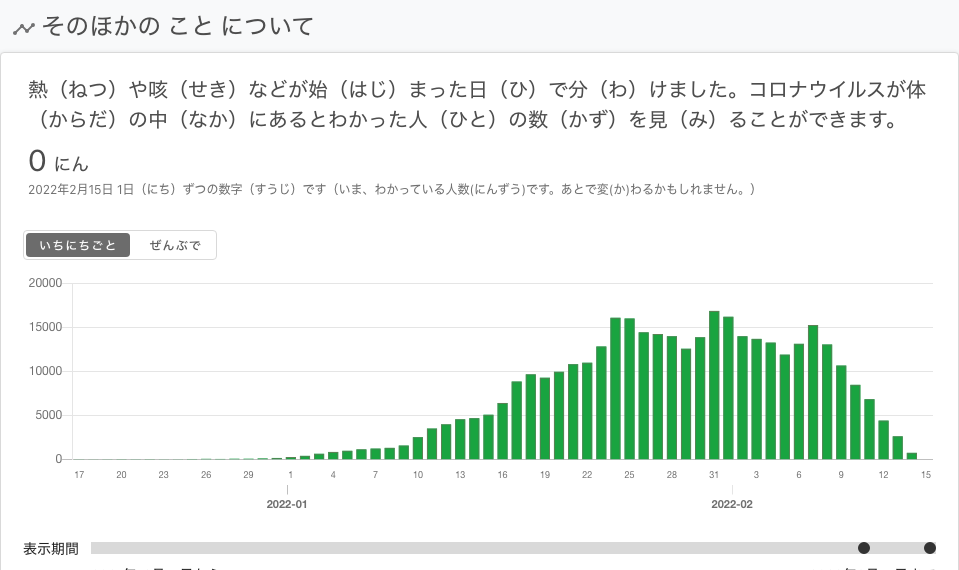 そのほかの こと について
熱（ねつ）や咳（せき）などが始（はじ）まった日（ひ）で分（わ）けました。コロナウイルスが体
（からだ）の中（なか）にあるとわかった人（ひと）の数（かず）を見（み）ることができます。
0 にん
2022年2月15日 1日（にち）ずつの数字（すうじ）です（いま、わかっている人数(にんずう)です。あとで変(か)わるかもしれません。）
いちにちごと ぜんぶで
20000
15000
10000
5000
0
17 20 23 26 29 1 4 7 10 13 16 19 22 25 28 31 3 6 9 12 15
2022-01 2022-02
表示期間